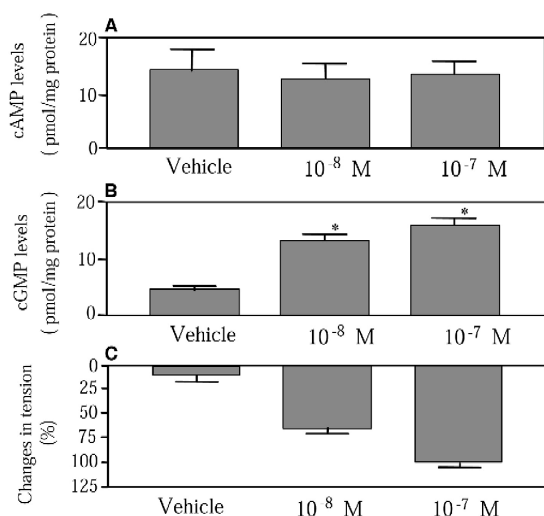 A
cAMP levels
( pmol/mg protein )
20
10
0
Vehicle
10⁻⁸ M
10⁻⁷ M
B
cGMP levels
( pmol/mg protein )
20
10
0
*
*
Vehicle
10⁻⁸ M
10⁻⁷ M
C
Changes in tension
(%)
0
25
50
75
100
125
Vehicle
10⁻⁸ M
10⁻⁷ M